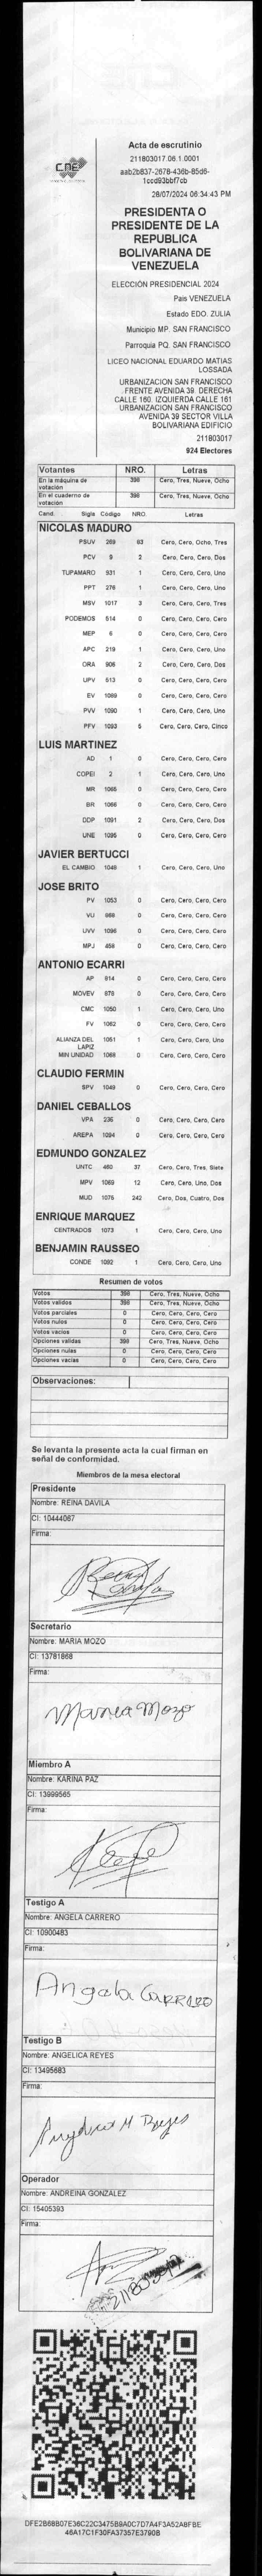 CNE
Acta de escrutinio
211803017.06.1.0001
aab2b837-2678-436b-85d6-
1ccd93bbf7cb
28/07/2024 06:34:43 PM
PRESIDENTA O
PRESIDENTE DE LA
REPUBLICA
BOLIVARIANA DE
VENEZUELA
ELECCIÓN PRESIDENCIAL 2024
Pais VENEZUELA
Estado EDO. ZULIA
Municipio MP. SAN FRANCISCO
Parroquia PQ. SAN FRANCISCO
LICEO NACIONAL EDUARDO MATIAS
LOSSADA
URBANIZACION SAN FRANCISCO
FRENTE AVENIDA 39. DERECHA
CALLE 160. IZQUIERDA CALLE 161
URBANIZACION SAN FRANCISCO
AVENIDA 39 SECTOR VILLA
BOLIVARIANA EDIFICIO
211803017
924 Electores
Votantes NRO. Letras
En la máquina de votación 398 Cero, Tres, Nueve, Ocho
En el cuaderno de votación 398 Cero, Tres, Nueve, Ocho
Cand. Sigla Código NRO. Letras
NICOLAS MADURO
PSUV 269 83 Cero, Cero, Ocho, Tres
PCV 9 2 Cero, Cero, Cero, Dos
TUPAMARO 931 1 Cero, Cero, Cero, Uno
PPT 276 1 Cero, Cero, Cero, Uno
MSV 1017 3 Cero, Cero, Cero, Tres
PODEMOS 514 0 Cero, Cero, Cero, Cero
MEP 6 0 Cero, Cero, Cero, Cero
APC 219 1 Cero, Cero, Cero, Uno
ORA 906 2 Cero, Cero, Cero, Dos
UPV 513 0 Cero, Cero, Cero, Cero
EV 1089 0 Cero, Cero, Cero, Cero
PVV 1090 1 Cero, Cero, Cero, Uno
PFV 1093 5 Cero, Cero, Cero, Cinco
LUIS MARTINEZ
AD 1 0 Cero, Cero, Cero, Cero
COPEI 2 1 Cero, Cero, Cero, Uno
MR 1065 0 Cero, Cero, Cero, Cero
BR 1066 0 Cero, Cero, Cero, Cero
DDP 1091 2 Cero, Cero, Cero, Dos
UNE 1095 0 Cero, Cero, Cero, Cero
JAVIER BERTUCCI
EL CAMBIO 1048 1 Cero, Cero, Cero, Uno
JOSE BRITO
PV 1053 0 Cero, Cero, Cero, Cero
VU 968 0 Cero, Cero, Cero, Cero
UVV 1096 0 Cero, Cero, Cero, Cero
MPJ 458 0 Cero, Cero, Cero, Cero
ANTONIO ECARRI
AP 814 0 Cero, Cero, Cero, Cero
MOVEV 978 0 Cero, Cero, Cero, Cero
CMC 1050 1 Cero, Cero, Cero, Uno
FV 1062 0 Cero, Cero, Cero, Cero
ALIANZA DEL LAPIZ 1051 1 Cero, Cero, Cero, Uno
MIN UNIDAD 1068 0 Cero, Cero, Cero, Cero
CLAUDIO FERMIN
SPV 1049 0 Cero, Cero, Cero, Cero
DANIEL CEBALLOS
VPA 236 0 Cero, Cero, Cero, Cero
AREPA 1094 0 Cero, Cero, Cero, Cero
EDMUNDO GONZALEZ
UNTC 460 37 Cero, Cero, Tres, Siete
MPV 1069 12 Cero, Cero, Uno, Dos
MUD 1075 242 Cero, Dos, Cuatro, Dos
ENRIQUE MARQUEZ
CENTRADOS 1073 1 Cero, Cero, Cero, Uno
BENJAMIN RAUSSEO
CONDE 1092 1 Cero, Cero, Cero, Uno
Resumen de votos
Votos 398 Cero, Tres, Nueve, Ocho
Votos validos 398 Cero, Tres, Nueve, Ocho
Votos parciales 0 Cero, Cero, Cero, Cero
Votos nulos 0 Cero, Cero, Cero, Cero
Votos vacios 0 Cero, Cero, Cero, Cero
Opciones validas 398 Cero, Tres, Nueve, Ocho
Opciones nulas 0 Cero, Cero, Cero, Cero
Opciones vacias 0 Cero, Cero, Cero, Cero
Observaciones:
Se levanta la presente acta la cual firman en
señal de conformidad.
Miembros de la mesa electoral
Presidente
Nombre: REINA DAVILA
CI: 10444067
Firma:
Reina Davila
Secretario
Nombre: MARIA MOZO
CI: 13781868
Firma:
Maria Mozo
Miembro A
Nombre: KARINA PAZ
CI: 13999565
Firma:
Testigo A
Nombre: ANGELA CARRERO
CI: 10900483
Firma:
Angela CARRERO
Testigo B
Nombre: ANGELICA REYES
CI: 13495683
Firma:
Angelica M Reyes
Operador
Nombre: ANDREINA GONZALEZ
CI: 15405393
Firma:
211803017
DFE2B68B07E36C22C3475B9A0C7D7A4F3A52A8FBE
46A17C1F30FA37357E3790B